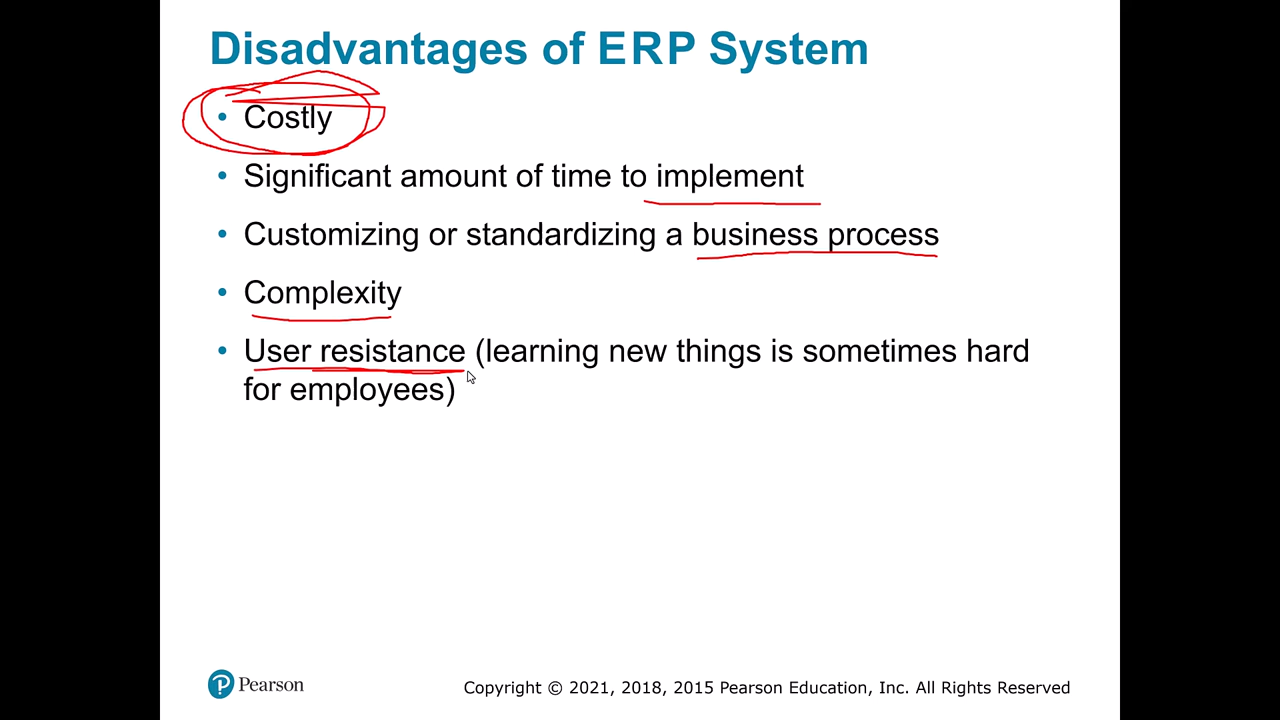 Disadvantages of ERP System
• Costly
• Significant amount of time to implement
• Customizing or standardizing a business process
• Complexity
• User resistance (learning new things is sometimes hard
for employees)
P Pearson
Copyright © 2021, 2018, 2015 Pearson Education, Inc. All Rights Reserved